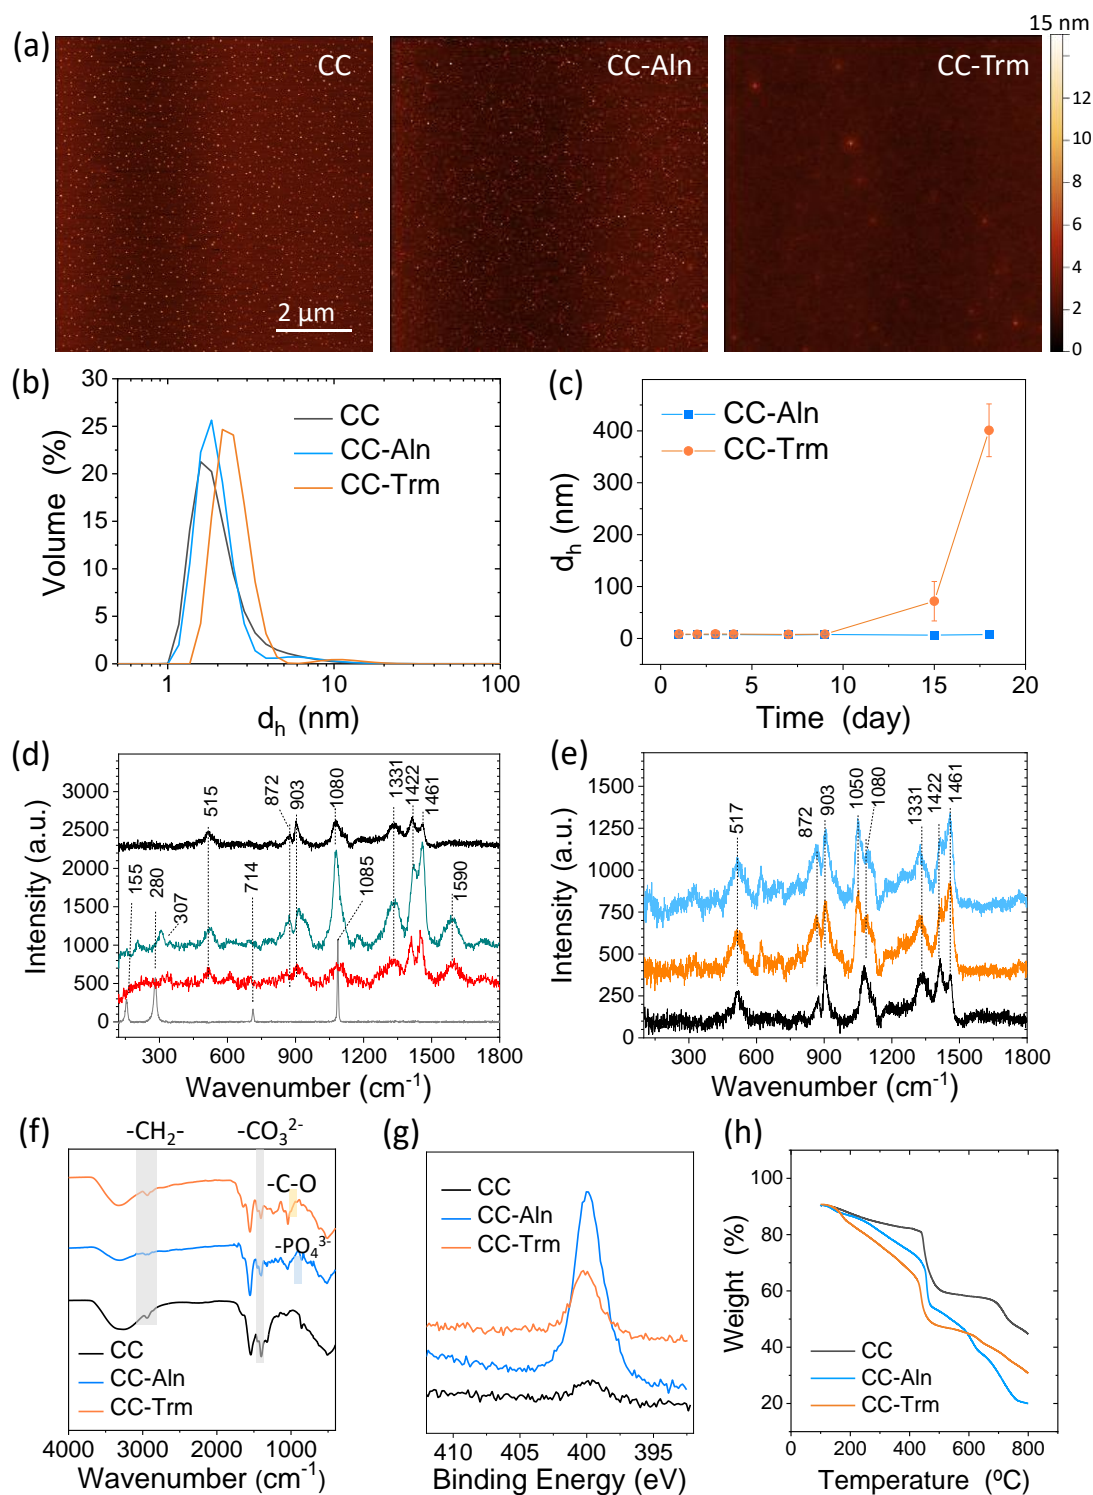 (a)
CC
CC-Aln
CC-Trm
15 nm
12
10
8
6
4
2
0
2 μm
(b)
Volume (%)
30
25
20
15
10
5
0
CC
CC-Aln
CC-Trm
1
10
100
d_h (nm)
(c)
d_h (nm)
400
300
200
100
0
CC-Aln
CC-Trm
0
5
10
15
20
Time (day)
(d)
Intensity (a.u.)
3000
2500
2000
1500
1000
500
0
155
280
307
515
714
872
903
1080
1085
1331
1422
1461
1590
300
600
900
1200
1500
1800
Wavenumber (cm⁻¹)
(e)
Intensity (a.u.)
1500
1250
1000
750
500
250
0
517
872
903
1050
1080
1331
1422
1461
300
600
900
1200
1500
1800
Wavenumber (cm⁻¹)
(f)
-CH₂-
-CO₃²⁻
-C-O
-PO₄³⁻
CC
CC-Aln
CC-Trm
4000
3000
2000
1000
Wavenumber (cm⁻¹)
(g)
CC
CC-Aln
CC-Trm
410
405
400
395
Binding Energy (eV)
(h)
Weight (%)
100
80
60
40
20
CC
CC-Aln
CC-Trm
0
200
400
600
800
Temperature (ºC)